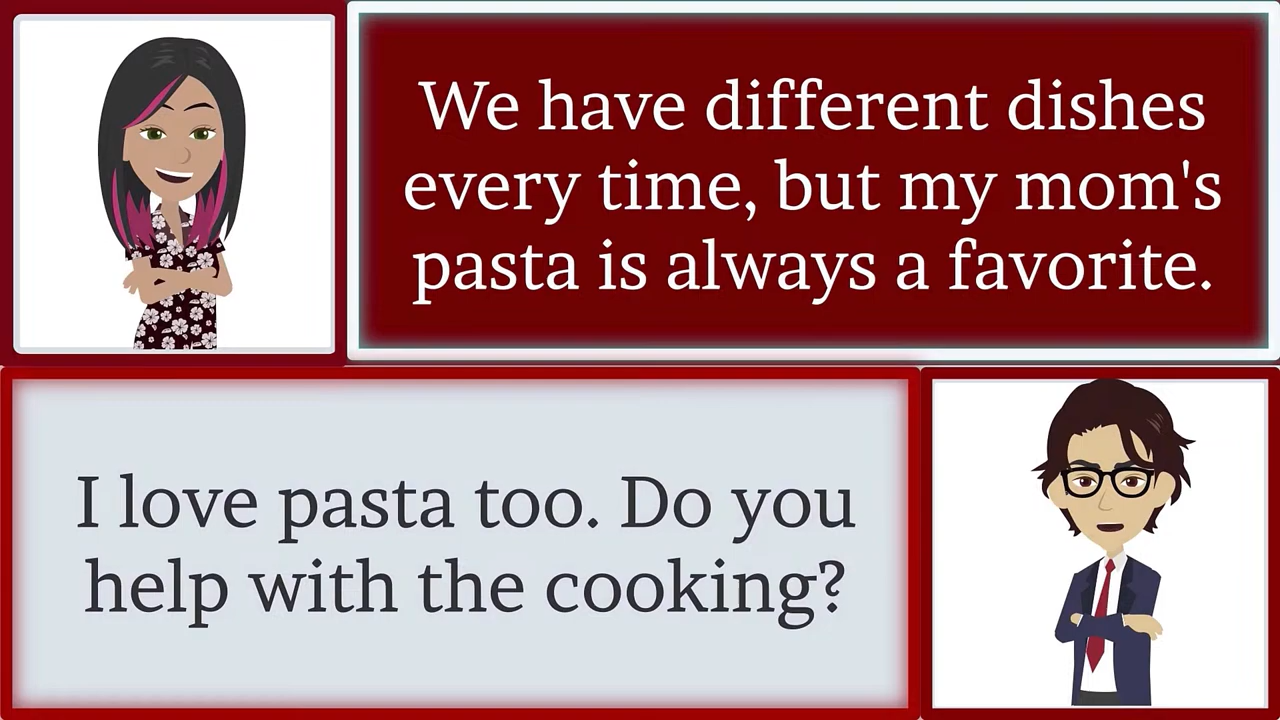 We have different dishes
every time, but my mom's
pasta is always a favorite.
I love pasta too. Do you
help with the cooking?